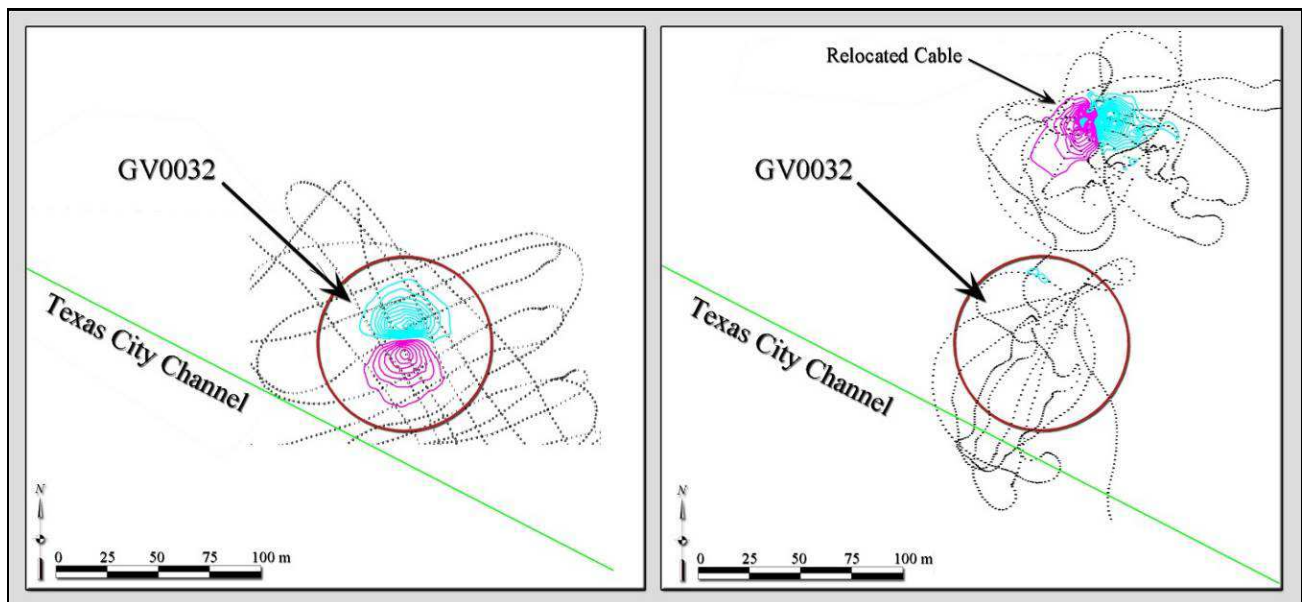 GV0032
Texas City Channel
N
0 25 50 75 100 m
Relocated Cable
GV0032
Texas City Channel
N
0 25 50 75 100 m